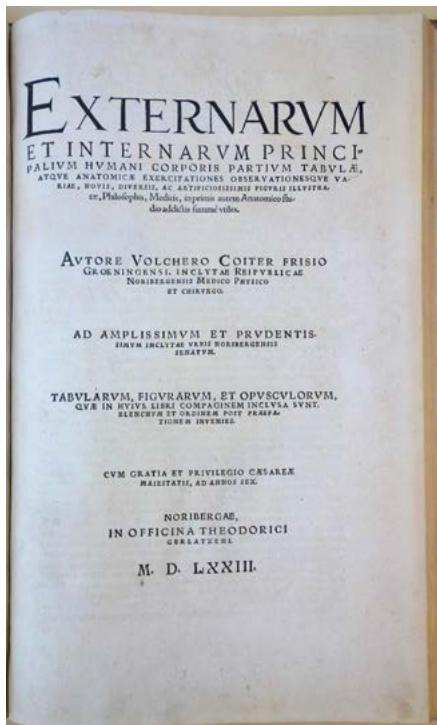 EXTERNARVM
ET INTERNARVM PRINCI-
PALIVM HVMANI CORPORIS PARTIVM TABVLÆ,
ATQVE ANATOMICÆ EXERCITATIONES OBSERVATIONESQVE VA-
RIAE, NOVIS, DIVERSIS, AC ARTIFICIOSISSIMIS FIGVRIS ILLVSTRA-
tæ, Philosophis, Medicis, inprimis autem Anatomico stu-
dio addictis summè vtiles.
AVTORE VOLCHERO COITER FRISIO
GROENINGENSI. INCLYTAE REIPVBLICAE
NORIBERGENSIS MEDICO PHYSICO
ET CHIRVRGO.
AD AMPLISSIMVM ET PRVDENTIS-
SIMVM INCLYTAE VRBIS NORIBERGENSIS
SENATVM.
TABVLARVM, FIGVRARVM, ET OPVSCVLORVM,
QVÆ IN HVIVS LIBRI COMPAGINEM INCLVSA SVNT.
ELENCHVM ET ORDINEM POST PRAEFA-
TIONEM INVENIES.
CVM GRATIA ET PRIVILEGIO CÆSAREÆ
MAIESTATIS, AD ANNOS SEX.
NORIBERGAE,
IN OFFICINA THEODORICI
GERLATZENI.
M. D. LXXIII.